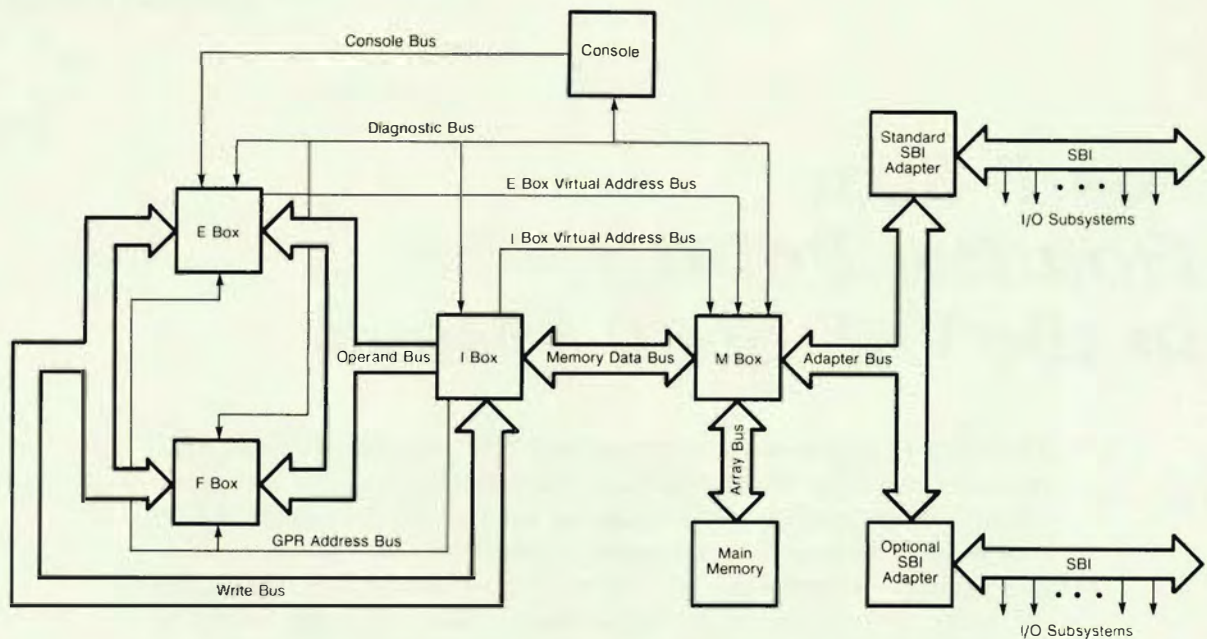 Console Bus
Console
Diagnostic Bus
Standard
SBI
Adapter
SBI
I/O Subsystems
E Box Virtual Address Bus
E Box
I Box Virtual Address Bus
Operand Bus
I Box
Memory Data Bus
M Box
Adapter Bus
Array Bus
F Box
GPR Address Bus
Write Bus
Main
Memory
Optional
SBI
Adapter
SBI
I/O Subsystems